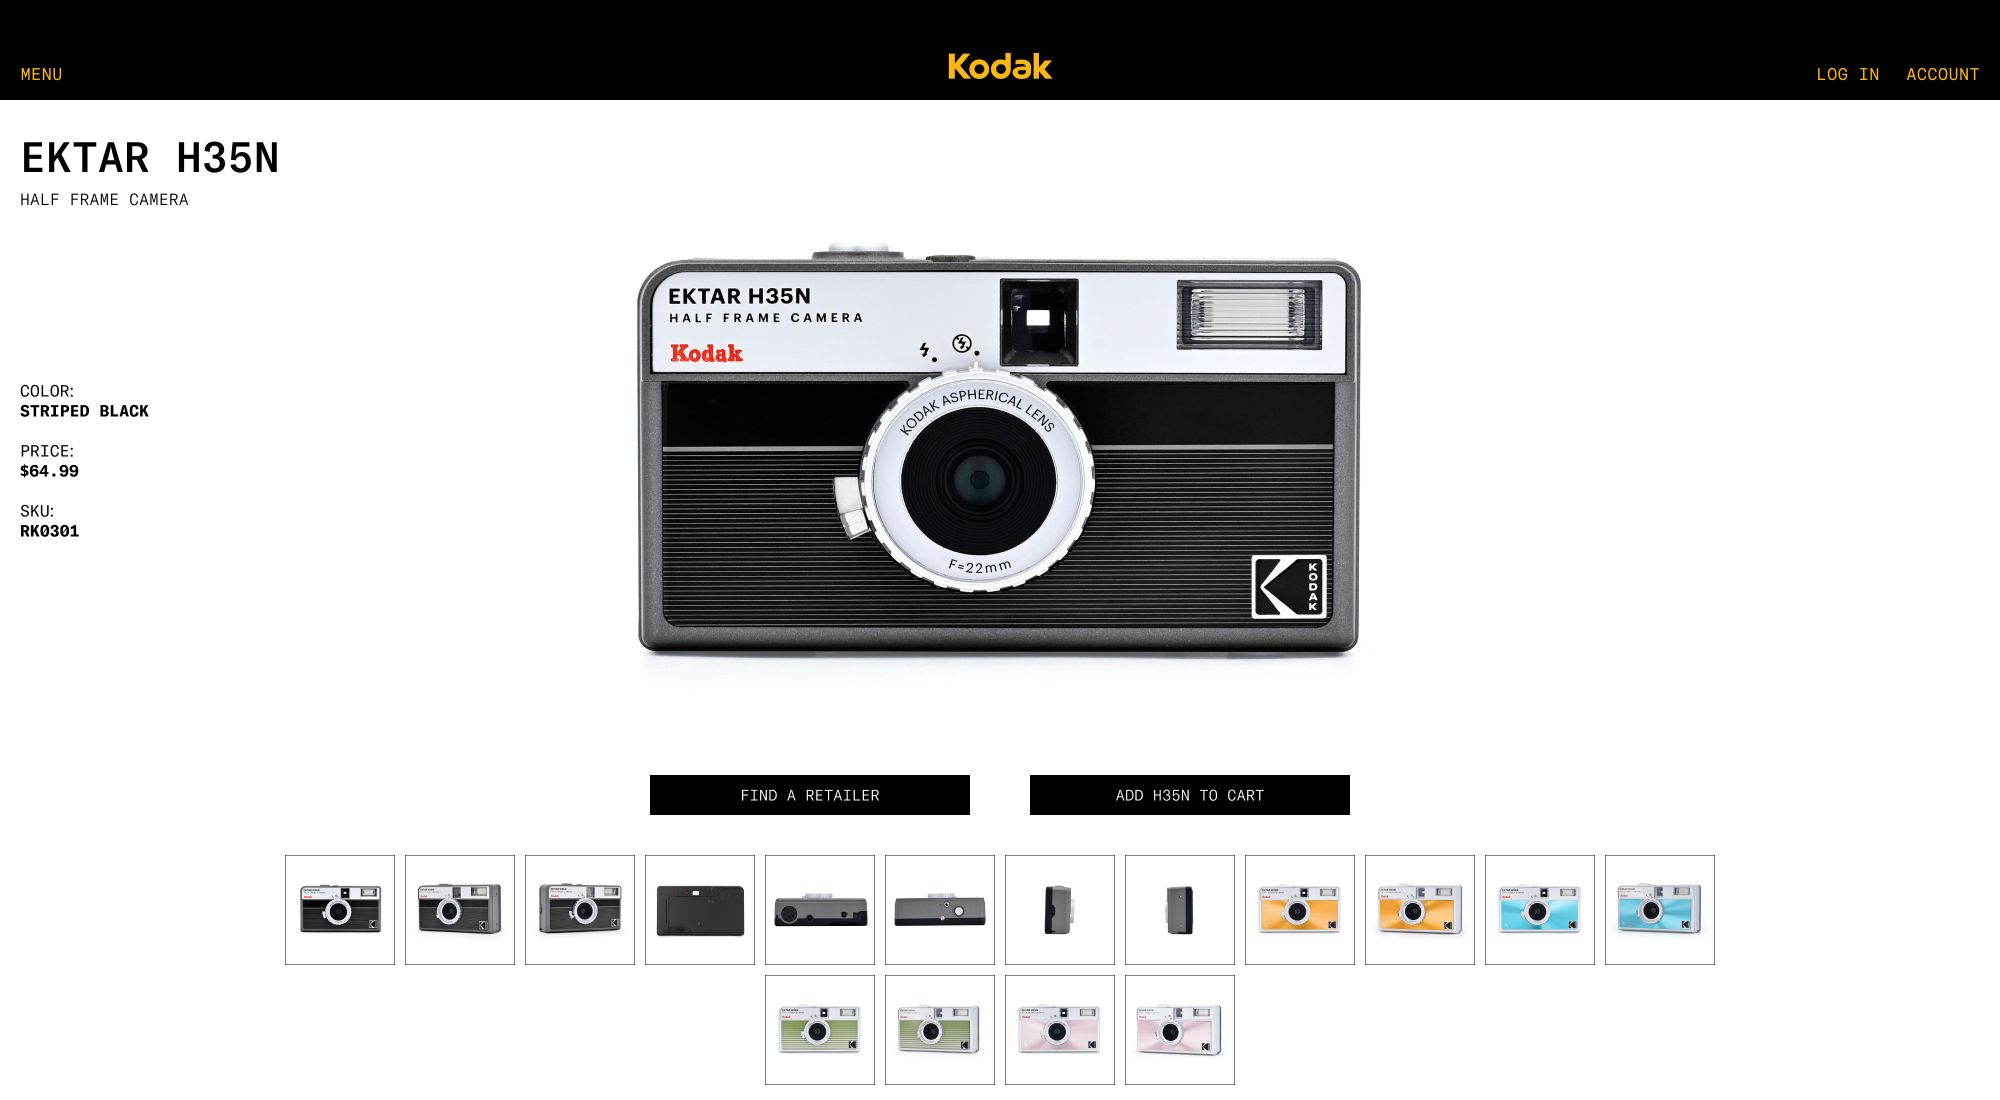 MENU
Kodak
LOG IN
ACCOUNT
EKTAR H35N
HALF FRAME CAMERA
EKTAR H35N
HALF FRAME CAMERA
Kodak
KODAK ASPHERICAL LENS
F=22mm
KODAK
COLOR:
STRIPED BLACK
PRICE:
$64.99
SKU:
RK0301
FIND A RETAILER
ADD H35N TO CART